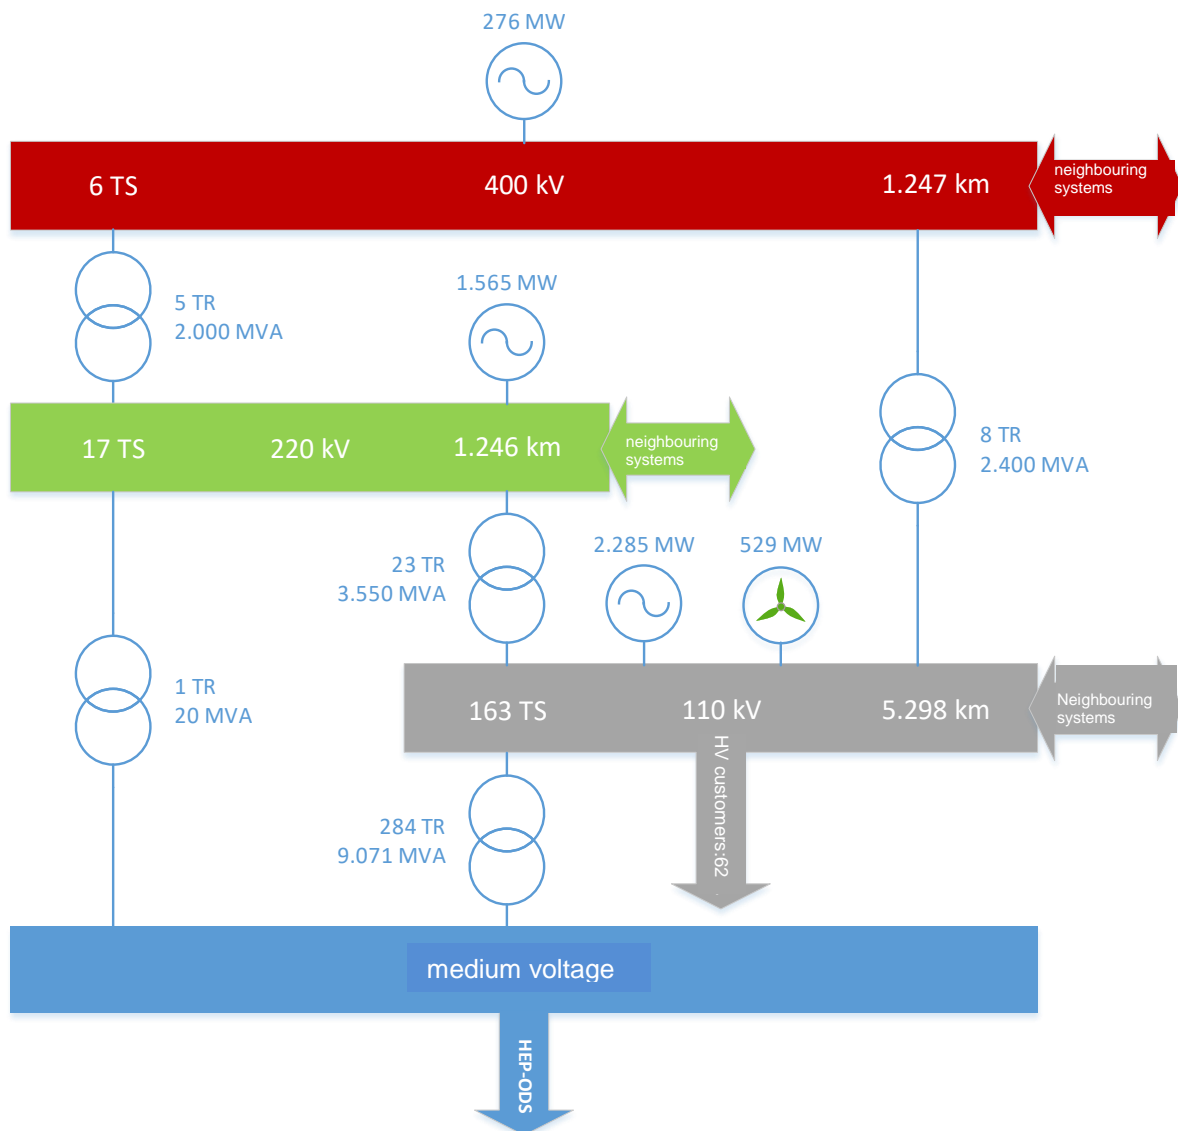 276 MW
6 TS
400 kV
1.247 km
neighbouring
systems
5 TR
2.000 MVA
1.565 MW
17 TS
220 kV
1.246 km
neighbouring
systems
8 TR
2.400 MVA
23 TR
3.550 MVA
2.285 MW
529 MW
1 TR
20 MVA
163 TS
110 kV
5.298 km
Neighbouring
systems
HV customers:62
284 TR
9.071 MVA
medium voltage
HEP-ODS